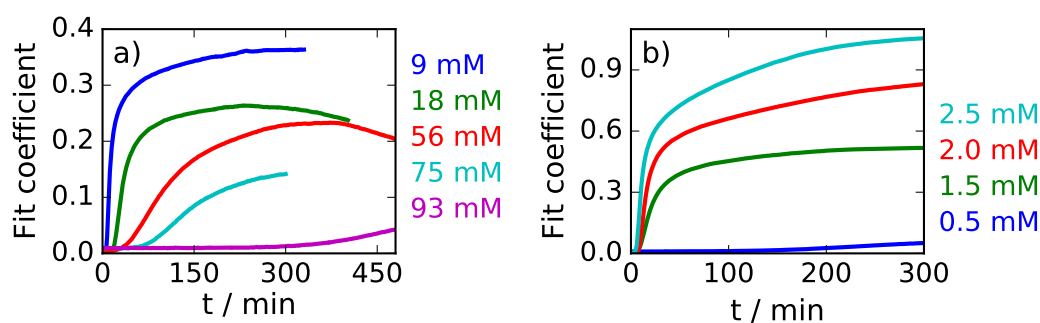 a)
Fit coefficient
0.4
0.3
0.2
0.1
0.0
0 150 300 450
t / min
9 mM
18 mM
56 mM
75 mM
93 mM
b)
Fit coefficient
0.9
0.6
0.3
0.0
0 100 200 300
t / min
2.5 mM
2.0 mM
1.5 mM
0.5 mM